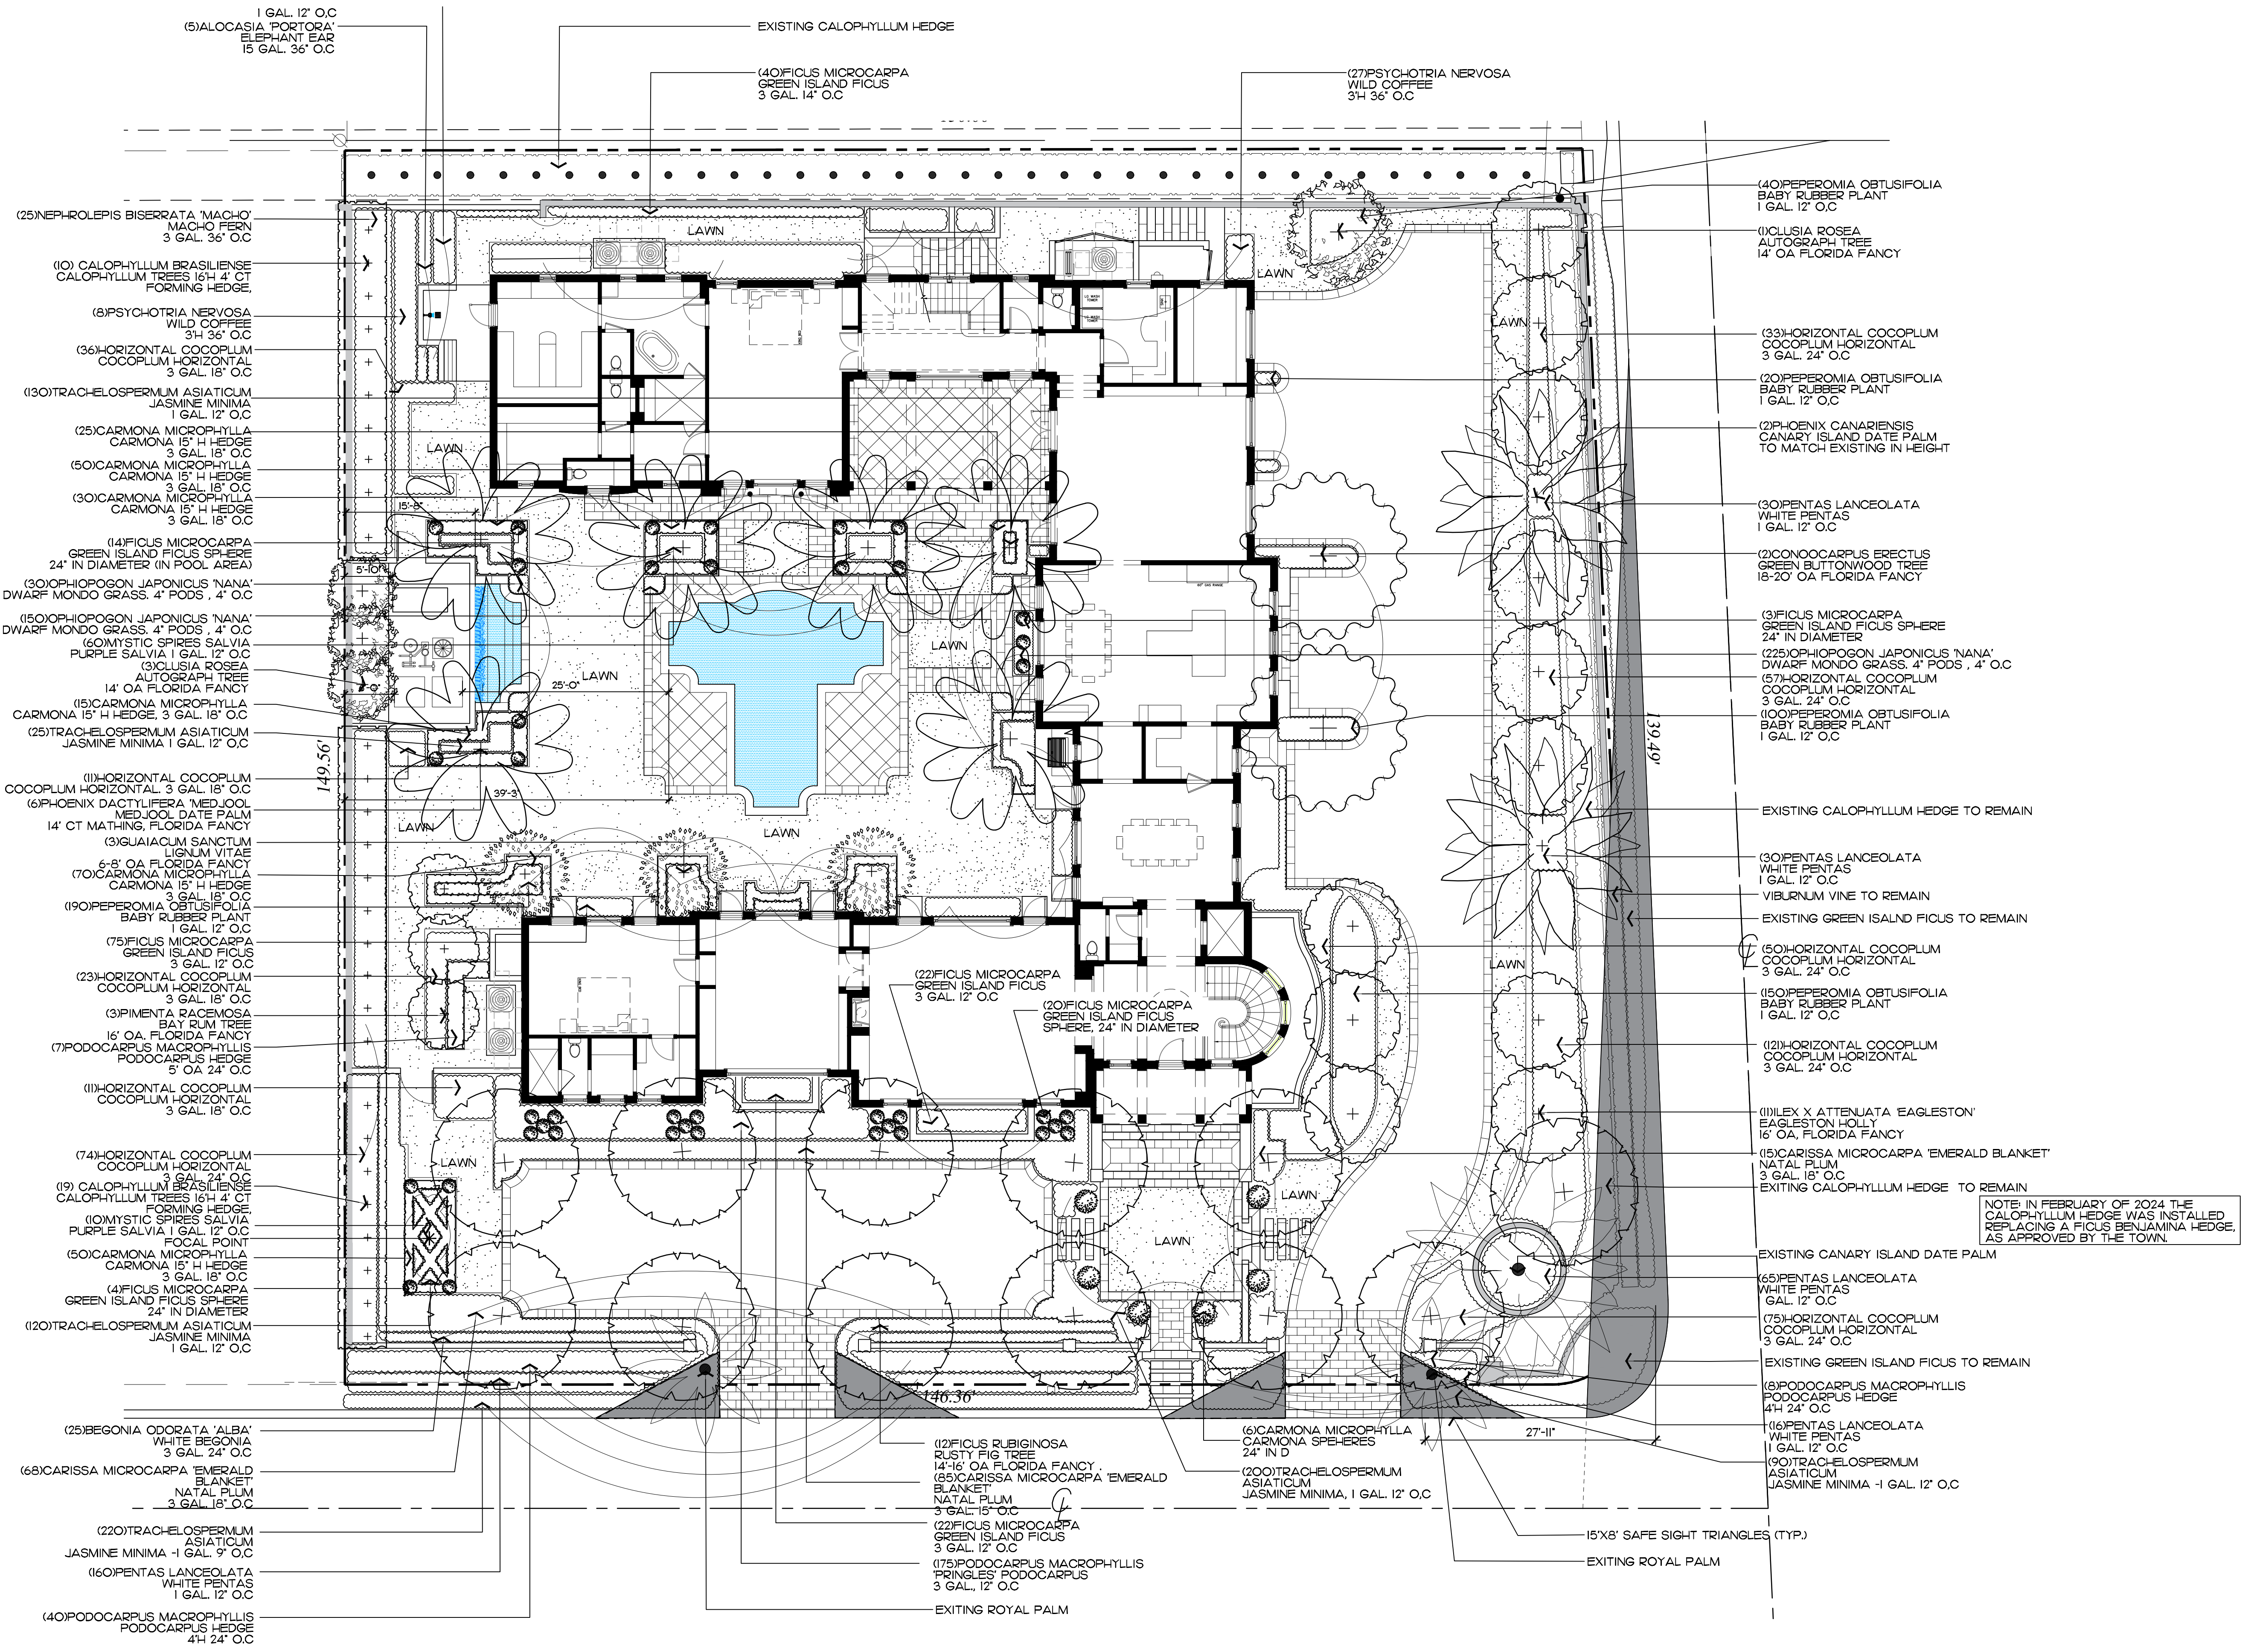 1 GAL. 12" O,C
(5)ALOCASIA 'PORTORA'
ELEPHANT EAR
15 GAL. 36" O.C
EXISTING CALOPHYLLUM HEDGE
(40)FICUS MICROCARPA
GREEN ISLAND FICUS
3 GAL. 14" O.C
(27)PSYCHOTRIA NERVOSA
WILD COFFEE
3'H 36" O.C
(25)NEPHROLEPIS BISERRATA 'MACHO'
MACHO FERN
3 GAL. 36" O.C
(10) CALOPHYLLUM BRASILIENSE
CALOPHYLLUM TREES 16'H 4' CT
FORMING HEDGE,
(8)PSYCHOTRIA NERVOSA
WILD COFFEE
3'H 36" O.C
(36)HORIZONTAL COCOPLUM
COCOPLUM HORIZONTAL
3 GAL. 18" O.C
(130)TRACHELOSPERMUM ASIATICUM
JASMINE MINIMA
1 GAL. 12" O,C
(25)CARMONA MICROPHYLLA
CARMONA 15" H HEDGE
3 GAL. 18" O.C
(50)CARMONA MICROPHYLLA
CARMONA 15" H HEDGE
3 GAL. 18" O.C
(30)CARMONA MICROPHYLLA
CARMONA 15" H HEDGE
3 GAL. 18" O.C
(14)FICUS MICROCARPA
GREEN ISLAND FICUS SPHERE
24" IN DIAMETER (IN POOL AREA)
(30)OPHIOPOGON JAPONICUS 'NANA'
DWARF MONDO GRASS. 4" PODS , 4" O.C
(150)OPHIOPOGON JAPONICUS 'NANA'
DWARF MONDO GRASS. 4" PODS , 4" O.C
(60)MYSTIC SPIRES SALVIA
PURPLE SALVIA 1 GAL. 12" O.C
(3)CLUSIA ROSEA
AUTOGRAPH TREE
14' OA FLORIDA FANCY
(15)CARMONA MICROPHYLLA
CARMONA 15" H HEDGE, 3 GAL. 18" O.C
(25)TRACHELOSPERMUM ASIATICUM
JASMINE MINIMA 1 GAL. 12" O,C
(11)HORIZONTAL COCOPLUM
COCOPLUM HORIZONTAL. 3 GAL. 18" O.C
(6)PHOENIX DACTYLIFERA 'MEDJOOL
MEDJOOL DATE PALM
14' CT MATHING, FLORIDA FANCY
(3)GUAIACUM SANCTUM
LIGNUM VITAE
6-8' OA FLORIDA FANCY
(70)CARMONA MICROPHYLLA
CARMONA 15" H HEDGE
3 GAL. 18" O.C
(190)PEPEROMIA OBTUSIFOLIA
BABY RUBBER PLANT
1 GAL. 12" O,C
(75)FICUS MICROCARPA
GREEN ISLAND FICUS
3 GAL. 12" O.C
(23)HORIZONTAL COCOPLUM
COCOPLUM HORIZONTAL
3 GAL. 18" O.C
(3)PIMENTA RACEMOSA
BAY RUM TREE
16' OA. FLORIDA FANCY
(7)PODOCARPUS MACROPHYLLIS
PODOCARPUS HEDGE
5' OA 24" O.C
(11)HORIZONTAL COCOPLUM
COCOPLUM HORIZONTAL
3 GAL. 18" O.C
(74)HORIZONTAL COCOPLUM
COCOPLUM HORIZONTAL
3 GAL. 24" O.C
(19) CALOPHYLLUM BRASILIENSE
CALOPHYLLUM TREES 16'H 4' CT
FORMING HEDGE,
(10)MYSTIC SPIRES SALVIA
PURPLE SALVIA 1 GAL. 12" O.C
FOCAL POINT
(50)CARMONA MICROPHYLLA
CARMONA 15" H HEDGE
3 GAL. 18" O.C
(4)FICUS MICROCARPA
GREEN ISLAND FICUS SPHERE
24" IN DIAMETER
(120)TRACHELOSPERMUM ASIATICUM
JASMINE MINIMA
1 GAL. 12" O,C
(25)BEGONIA ODORATA 'ALBA'
WHITE BEGONIA
3 GAL. 24" O.C
(68)CARISSA MICROCARPA 'EMERALD
BLANKET'
NATAL PLUM
3 GAL. 18" O.C
(220)TRACHELOSPERMUM
ASIATICUM
JASMINE MINIMA -1 GAL. 9" O,C
(160)PENTAS LANCEOLATA
WHITE PENTAS
1 GAL. 12" O.C
(40)PODOCARPUS MACROPHYLLIS
PODOCARPUS HEDGE
4'H 24" O.C
LAWN
LAWN
LAWN
LAWN
15'-8"
5'-10"
LAWN
LAWN
25'-0"
149.56'
39'-3"
LAWN
LAWN
139.49'
LAWN
(22)FICUS MICROCARPA
GREEN ISLAND FICUS
3 GAL. 12" O.C
(20)FICUS MICROCARPA
GREEN ISLAND FICUS
SPHERE, 24" IN DIAMETER
LAWN
LAWN
LAWN
146.36'
27'-11"
(12)FICUS RUBIGINOSA
RUSTY FIG TREE
14'-16' OA FLORIDA FANCY .
(85)CARISSA MICROCARPA 'EMERALD
BLANKET'
NATAL PLUM
3 GAL. 15" O.C
(22)FICUS MICROCARPA
GREEN ISLAND FICUS
3 GAL. 12" O.C
(175)PODOCARPUS MACROPHYLLIS
'PRINGLES' PODOCARPUS
3 GAL., 12" O.C
EXITING ROYAL PALM
(6)CARMONA MICROPHYLLA
CARMONA SPEHERES
24" IN D
(200)TRACHELOSPERMUM
ASIATICUM
JASMINE MINIMA, 1 GAL. 12" O,C
(40)PEPEROMIA OBTUSIFOLIA
BABY RUBBER PLANT
1 GAL. 12" O,C
(1)CLUSIA ROSEA
AUTOGRAPH TREE
14' OA FLORIDA FANCY
(33)HORIZONTAL COCOPLUM
COCOPLUM HORIZONTAL
3 GAL. 24" O.C
(20)PEPEROMIA OBTUSIFOLIA
BABY RUBBER PLANT
1 GAL. 12" O,C
(2)PHOENIX CANARIENSIS
CANARY ISLAND DATE PALM
TO MATCH EXISTING IN HEIGHT
(30)PENTAS LANCEOLATA
WHITE PENTAS
1 GAL. 12" O.C
(2)CONOOCARPUS ERECTUS
GREEN BUTTONWOOD TREE
18-20' OA FLORIDA FANCY
(3)FICUS MICROCARPA
GREEN ISLAND FICUS SPHERE
24" IN DIAMETER
(225)OPHIOPOGON JAPONICUS 'NANA'
DWARF MONDO GRASS. 4" PODS , 4" O.C
(57)HORIZONTAL COCOPLUM
COCOPLUM HORIZONTAL
3 GAL. 24" O.C
(100)PEPEROMIA OBTUSIFOLIA
BABY RUBBER PLANT
1 GAL. 12" O,C
EXISTING CALOPHYLLUM HEDGE TO REMAIN
(30)PENTAS LANCEOLATA
WHITE PENTAS
1 GAL. 12" O.C
VIBURNUM VINE TO REMAIN
EXISTING GREEN ISALND FICUS TO REMAIN
(50)HORIZONTAL COCOPLUM
COCOPLUM HORIZONTAL
3 GAL. 24" O.C
(150)PEPEROMIA OBTUSIFOLIA
BABY RUBBER PLANT
1 GAL. 12" O,C
(121)HORIZONTAL COCOPLUM
COCOPLUM HORIZONTAL
3 GAL. 24" O.C
(11)ILEX X ATTENUATA 'EAGLESTON'
EAGLESTON HOLLY
16' OA, FLORIDA FANCY
(15)CARISSA MICROCARPA 'EMERALD BLANKET'
NATAL PLUM
3 GAL. 18" O.C
EXITING CALOPHYLLUM HEDGE TO REMAIN
NOTE: IN FEBRUARY OF 2024 THE
CALOPHYLLUM HEDGE WAS INSTALLED
REPLACING A FICUS BENJAMINA HEDGE,
AS APPROVED BY THE TOWN.
EXISTING CANARY ISLAND DATE PALM
(65)PENTAS LANCEOLATA
WHITE PENTAS
GAL. 12" O.C
(75)HORIZONTAL COCOPLUM
COCOPLUM HORIZONTAL
3 GAL. 24" O.C
EXISTING GREEN ISLAND FICUS TO REMAIN
(8)PODOCARPUS MACROPHYLLIS
PODOCARPUS HEDGE
4'H 24" O.C
(16)PENTAS LANCEOLATA
WHITE PENTAS
1 GAL. 12" O.C
(90)TRACHELOSPERMUM
ASIATICUM
JASMINE MINIMA -1 GAL. 12" O,C
15'X8' SAFE SIGHT TRIANGLES (TYP.)
EXITING ROYAL PALM